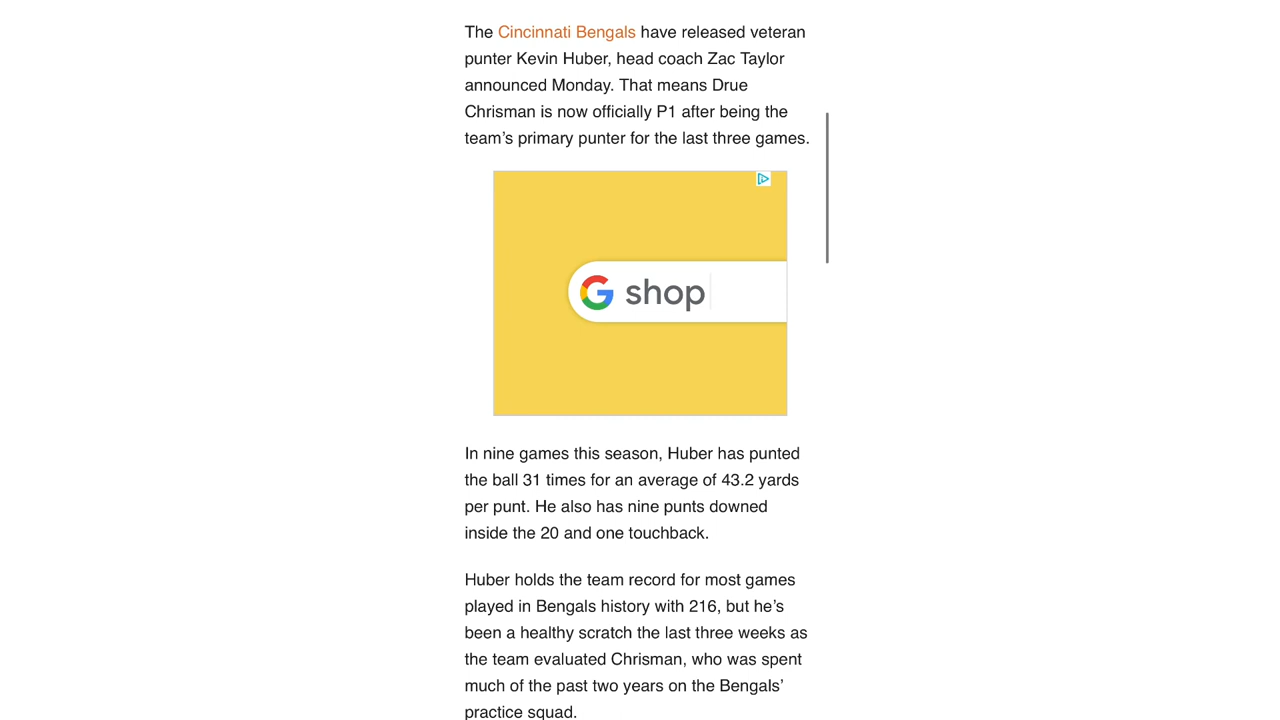 The Cincinnati Bengals have released veteran
punter Kevin Huber, head coach Zac Taylor
announced Monday. That means Drue
Chrisman is now officially P1 after being the
team’s primary punter for the last three games.
G shop
In nine games this season, Huber has punted
the ball 31 times for an average of 43.2 yards
per punt. He also has nine punts downed
inside the 20 and one touchback.
Huber holds the team record for most games
played in Bengals history with 216, but he’s
been a healthy scratch the last three weeks as
the team evaluated Chrisman, who was spent
much of the past two years on the Bengals’
practice squad.